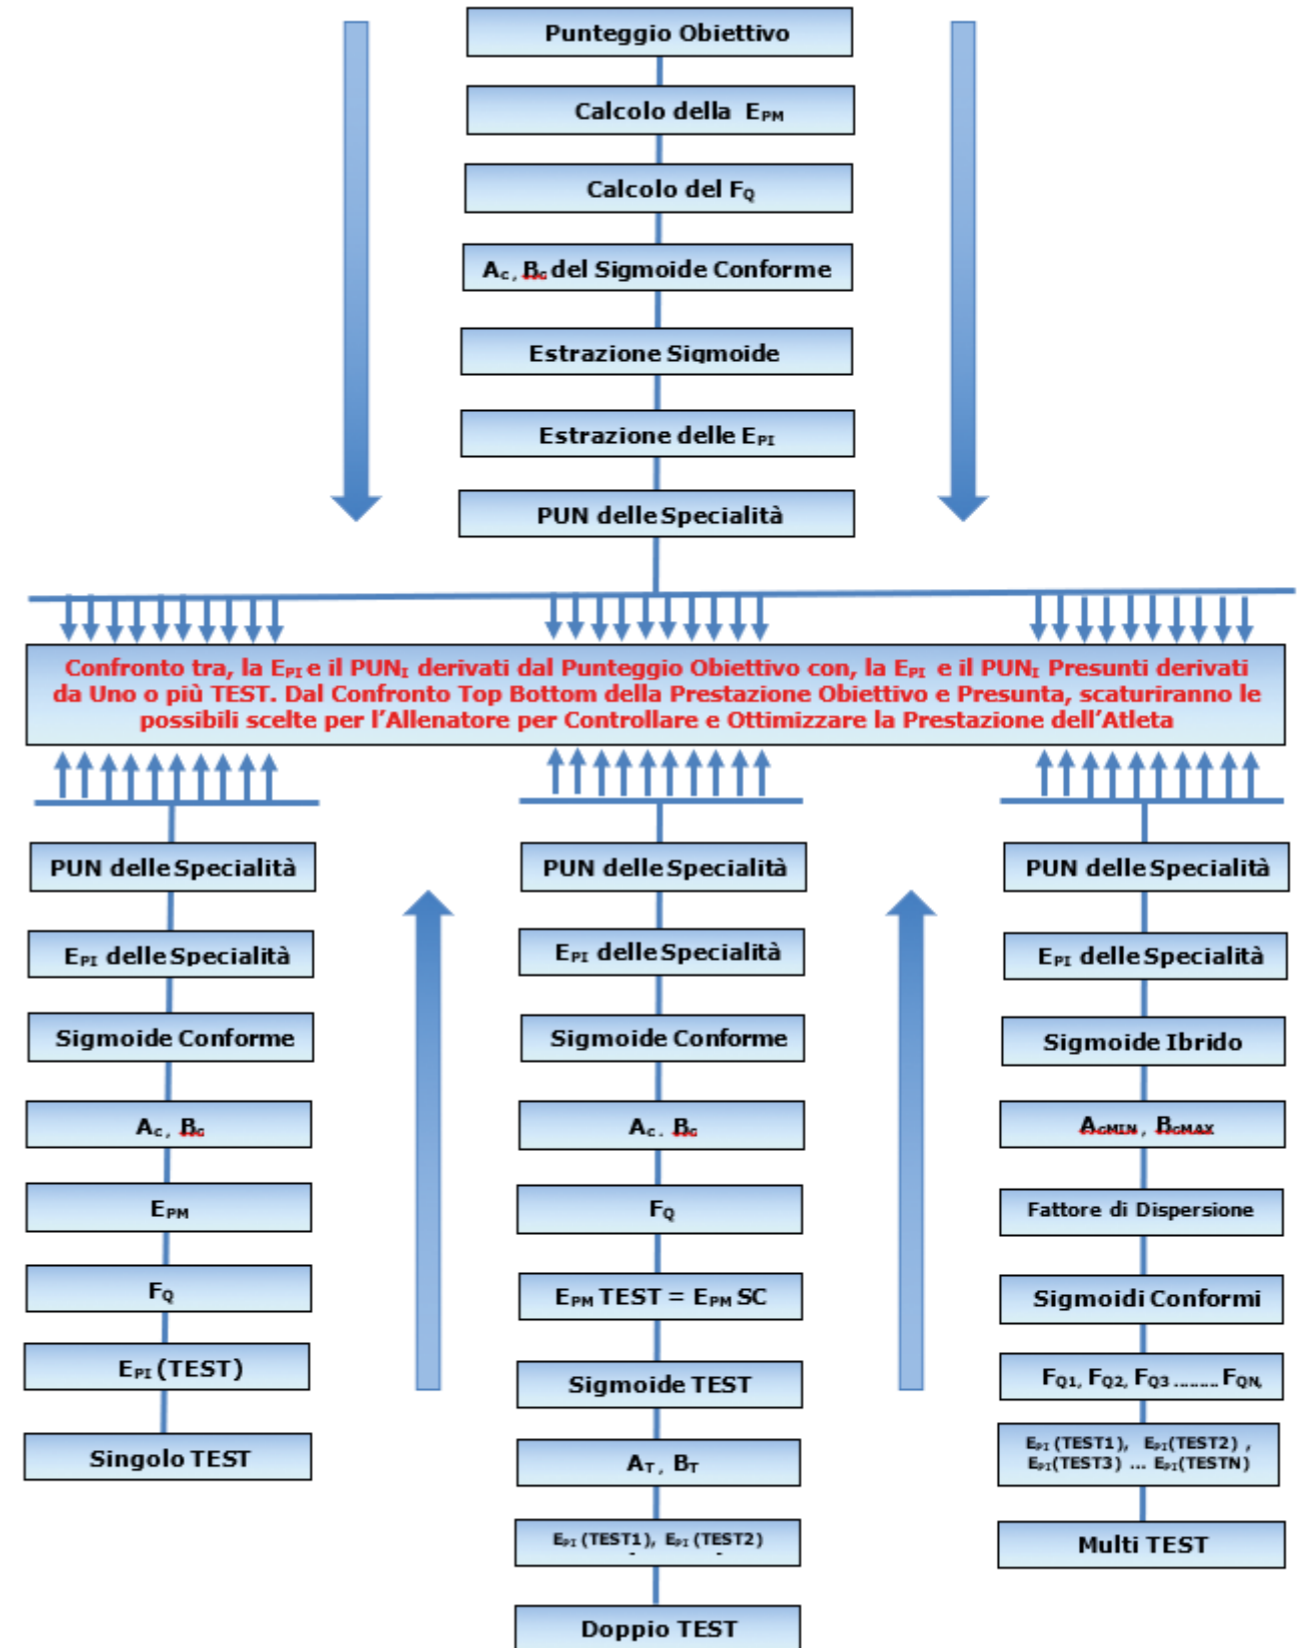 Punteggio Obiettivo
Calcolo della EPM
Calcolo del FQ
AC, BC del Sigmoide Conforme
Estrazione Sigmoide
Estrazione delle EPI
PUN delle Specialità
Confronto tra, la EPI e il PUNI derivati dal Punteggio Obiettivo con, la EPI e il PUNI Presunti derivati
da Uno o più TEST. Dal Confronto Top Bottom della Prestazione Obiettivo e Presunta, scaturiranno le
possibili scelte per l'Allenatore per Controllare e Ottimizzare la Prestazione dell'Atleta
PUN delle Specialità
EPI delle Specialità
Sigmoide Conforme
AC, BC
EPM
FQ
EPI (TEST)
Singolo TEST
PUN delle Specialità
EPI delle Specialità
Sigmoide Conforme
AC. BC
FQ
EPM TEST = EPM SC
Sigmoide TEST
AT, BT
EPI (TEST1), EPI (TEST2)
Doppio TEST
PUN delle Specialità
EPI delle Specialità
Sigmoide Ibrido
ACMIN, BCMAX
Fattore di Dispersione
Sigmoidi Conformi
FQ1, FQ2, FQ3 ......... FQN,
EPI (TEST1), EPI(TEST2) ,
EPI(TEST3) ... EPI(TESTN)
Multi TEST